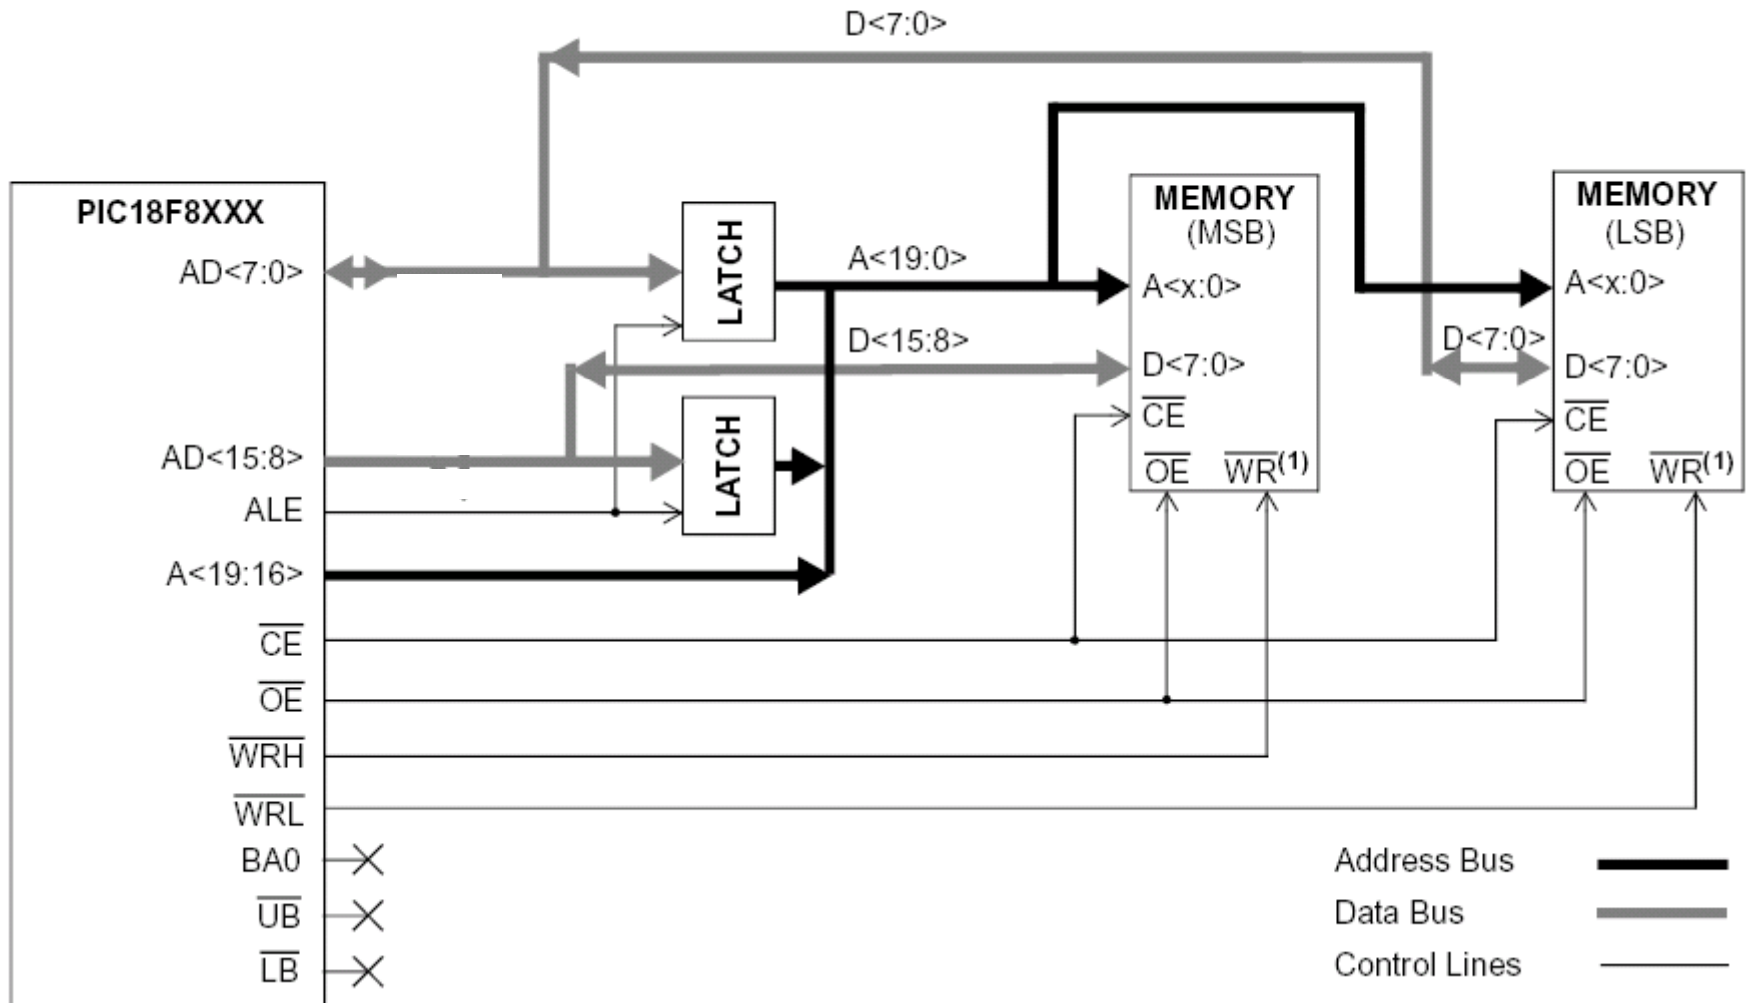 D<7:0>
PIC18F8XXX
AD<7:0>
AD<15:8>
ALE
A<19:16>
CE
OE
WRH
WRL
BA0
UB
LB
LATCH
LATCH
A<19:0>
D<15:8>
MEMORY
(MSB)
A<x:0>
D<7:0>
CE
OE WR(1)
D<7:0>
MEMORY
(LSB)
A<x:0>
D<7:0>
CE
OE WR(1)
Address Bus
Data Bus
Control Lines